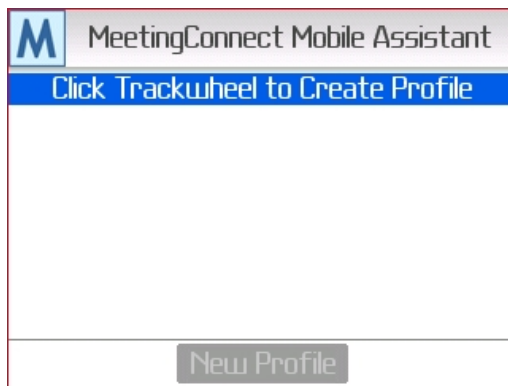 M
MeetingConnect Mobile Assistant
Click Trackwheel to Create Profile
New Profile